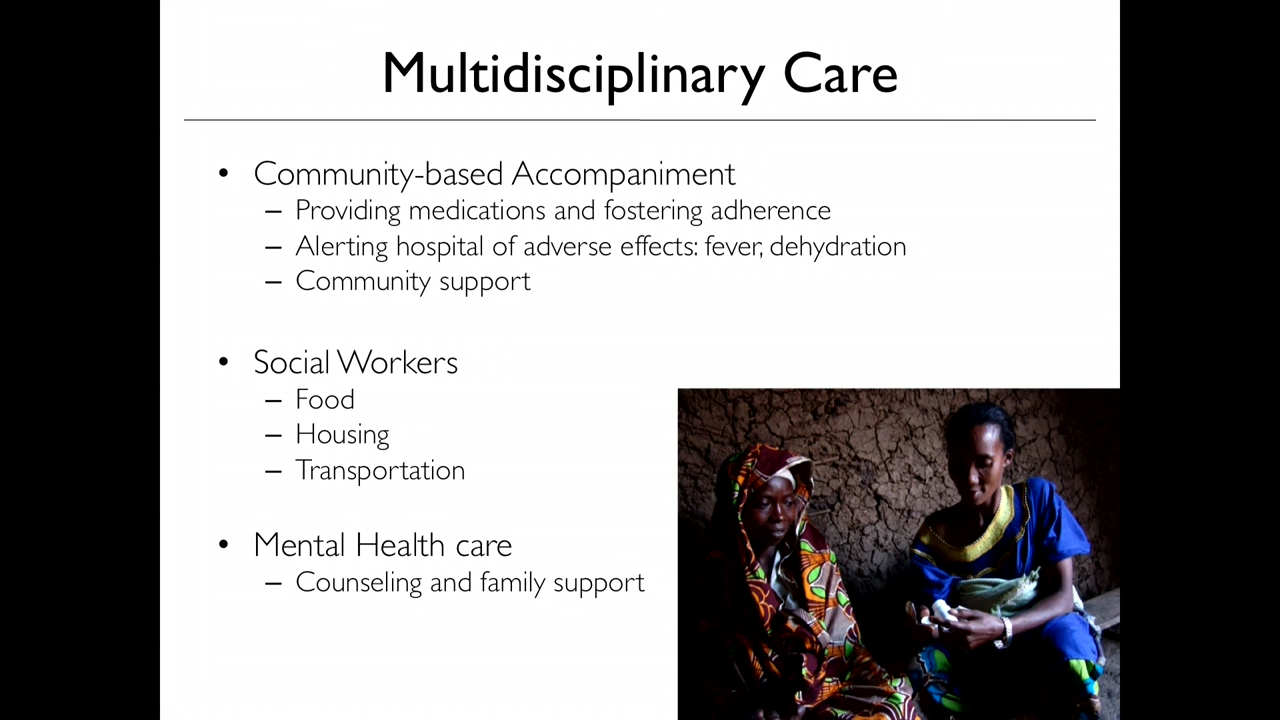 Multidisciplinary Care
• Community-based Accompaniment
– Providing medications and fostering adherence
– Alerting hospital of adverse effects: fever, dehydration
– Community support
• Social Workers
– Food
– Housing
– Transportation
• Mental Health care
– Counseling and family support